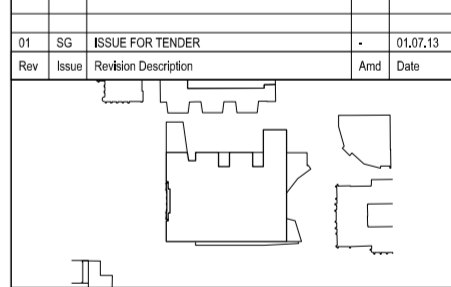 01 SG ISSUE FOR TENDER - 01.07.13
Rev Issue Revision Description Amd Date